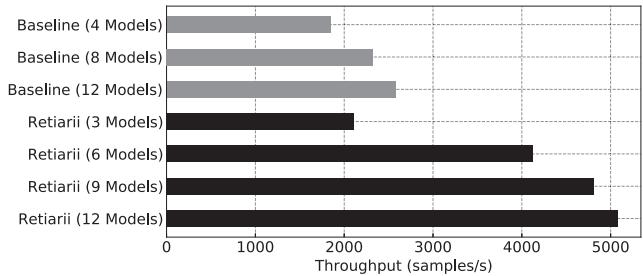 Baseline (4 Models)
Baseline (8 Models)
Baseline (12 Models)
Retiarii (3 Models)
Retiarii (6 Models)
Retiarii (9 Models)
Retiarii (12 Models)
0 1000 2000 3000 4000 5000
Throughput (samples/s)